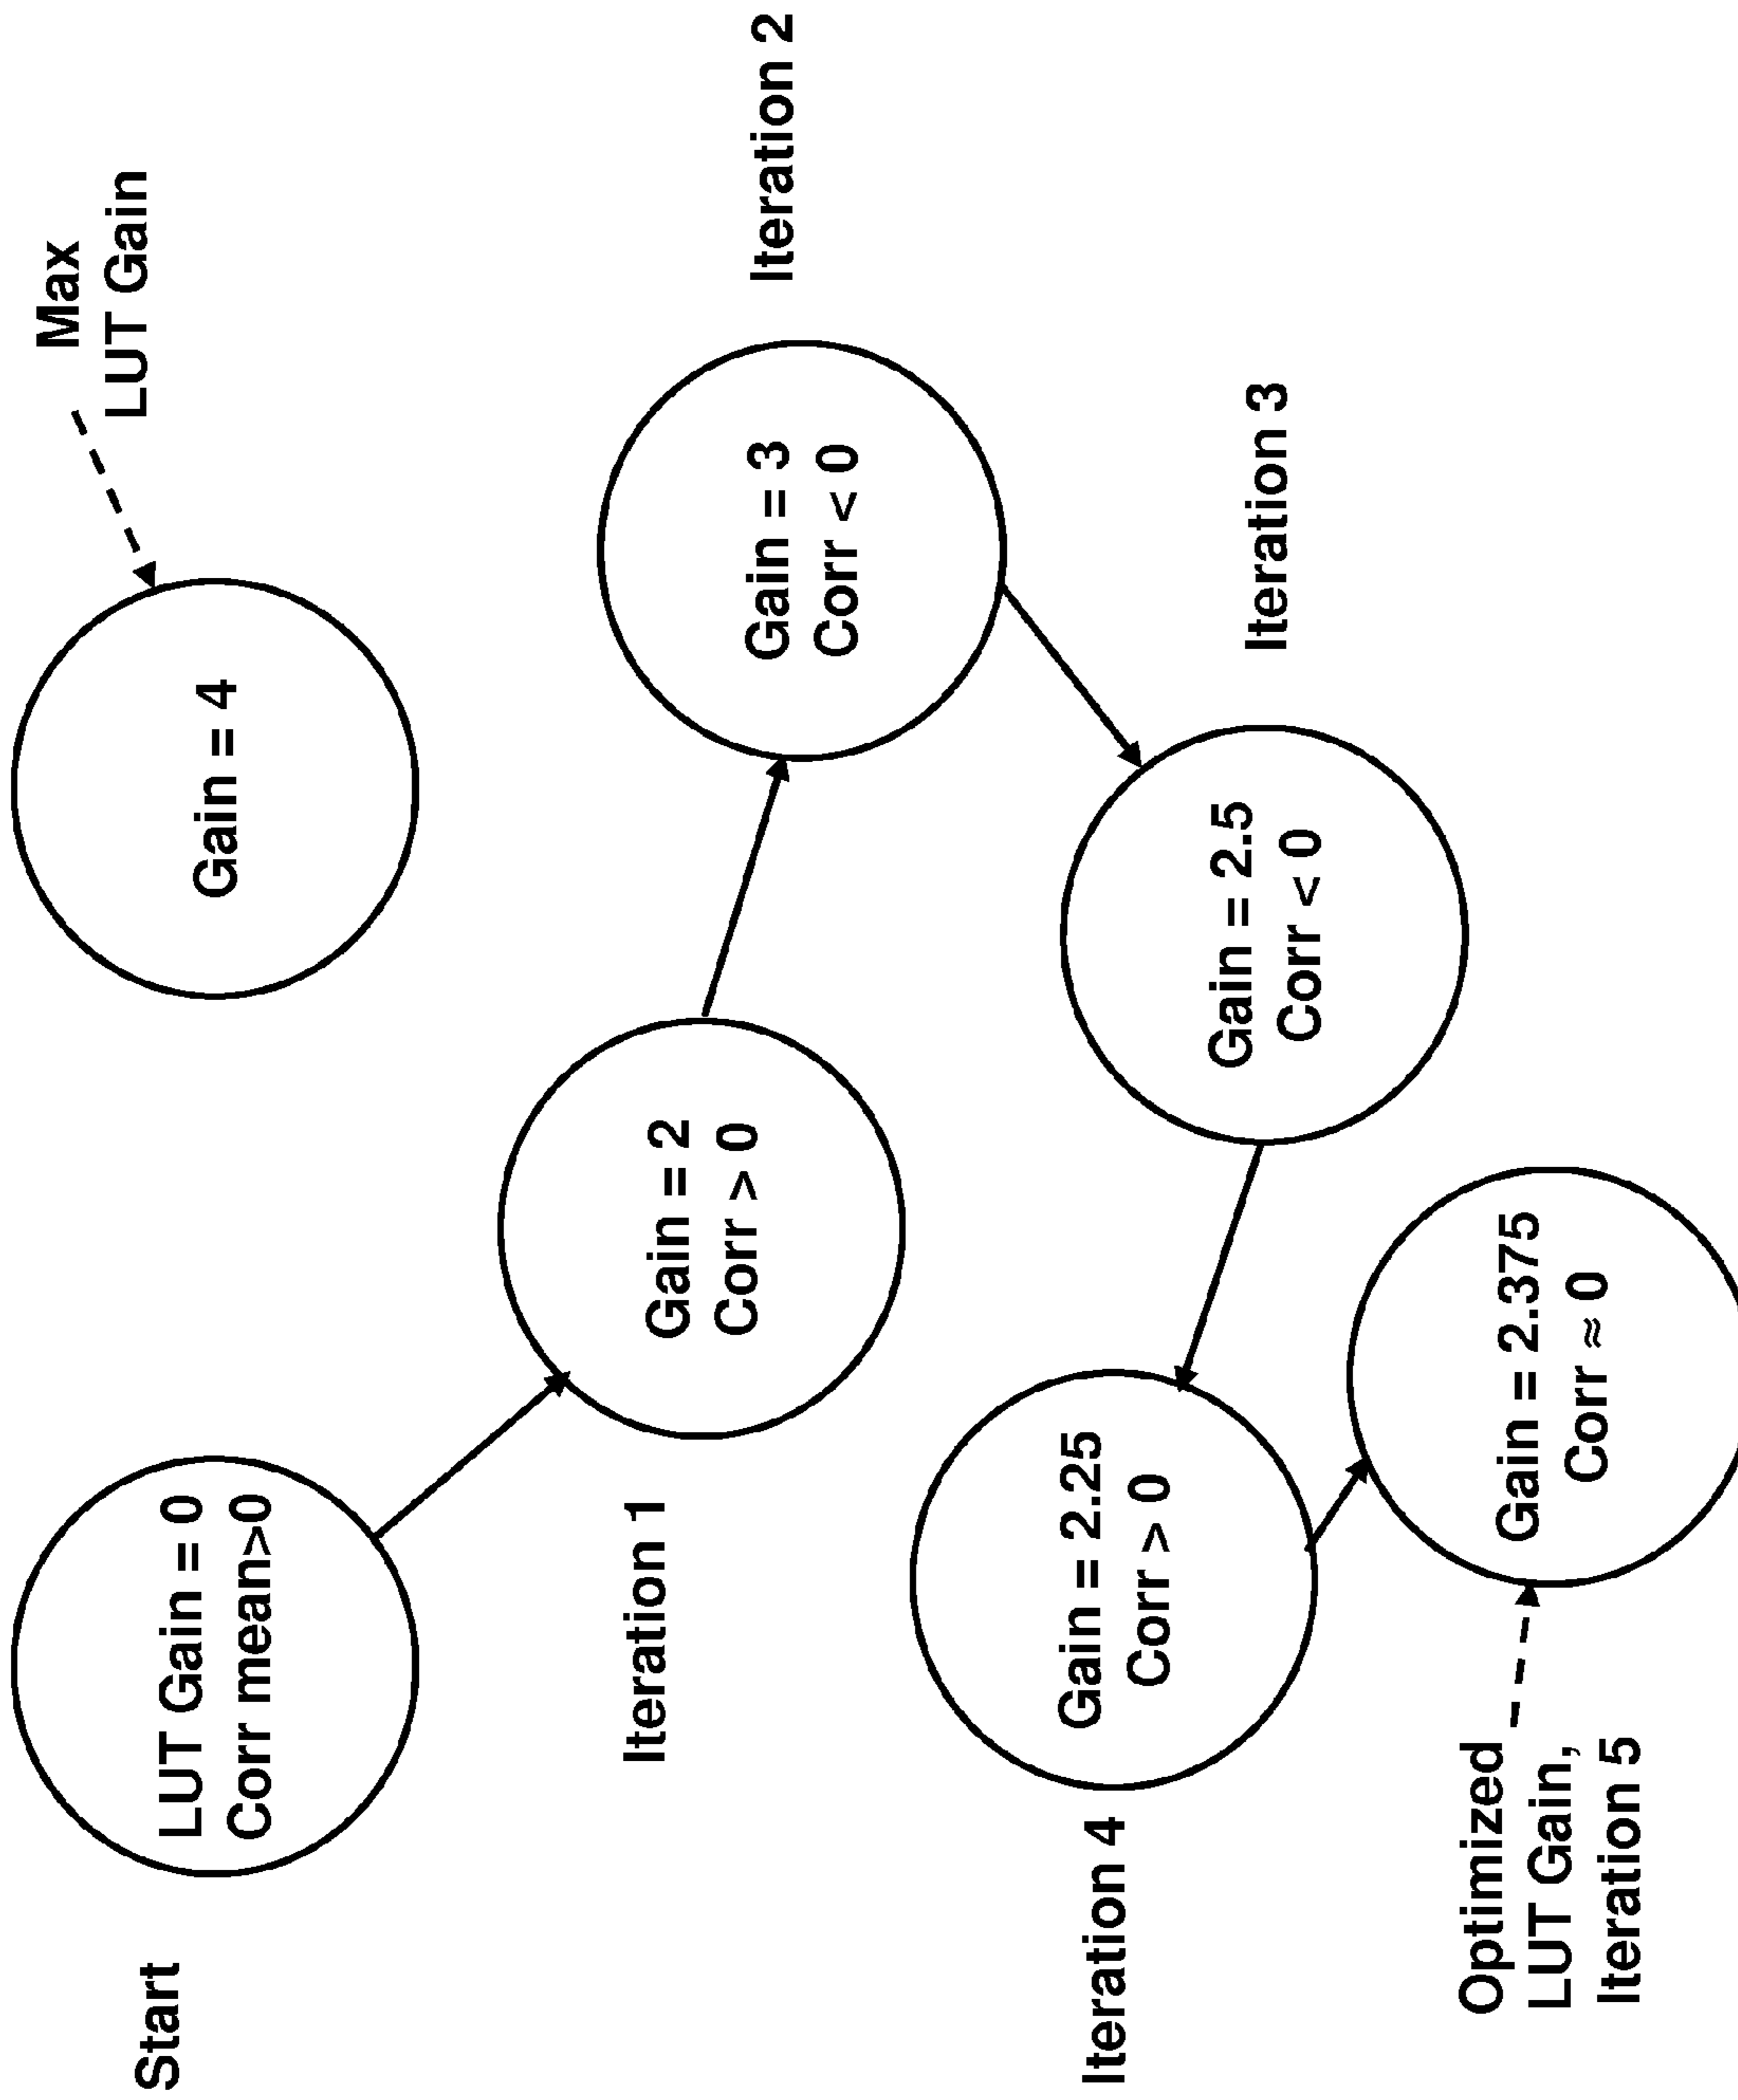 Start
LUT Gain = 0
Corr mean>0
Gain = 4
Max
LUT Gain
Iteration 1
Gain = 2
Corr > 0
Gain = 3
Corr < 0
Iteration 2
Iteration 4
Gain = 2.25
Corr > 0
Gain = 2.5
Corr < 0
Iteration 3
Optimized
LUT Gain,
Iteration 5
Gain = 2.375
Corr ≈ 0